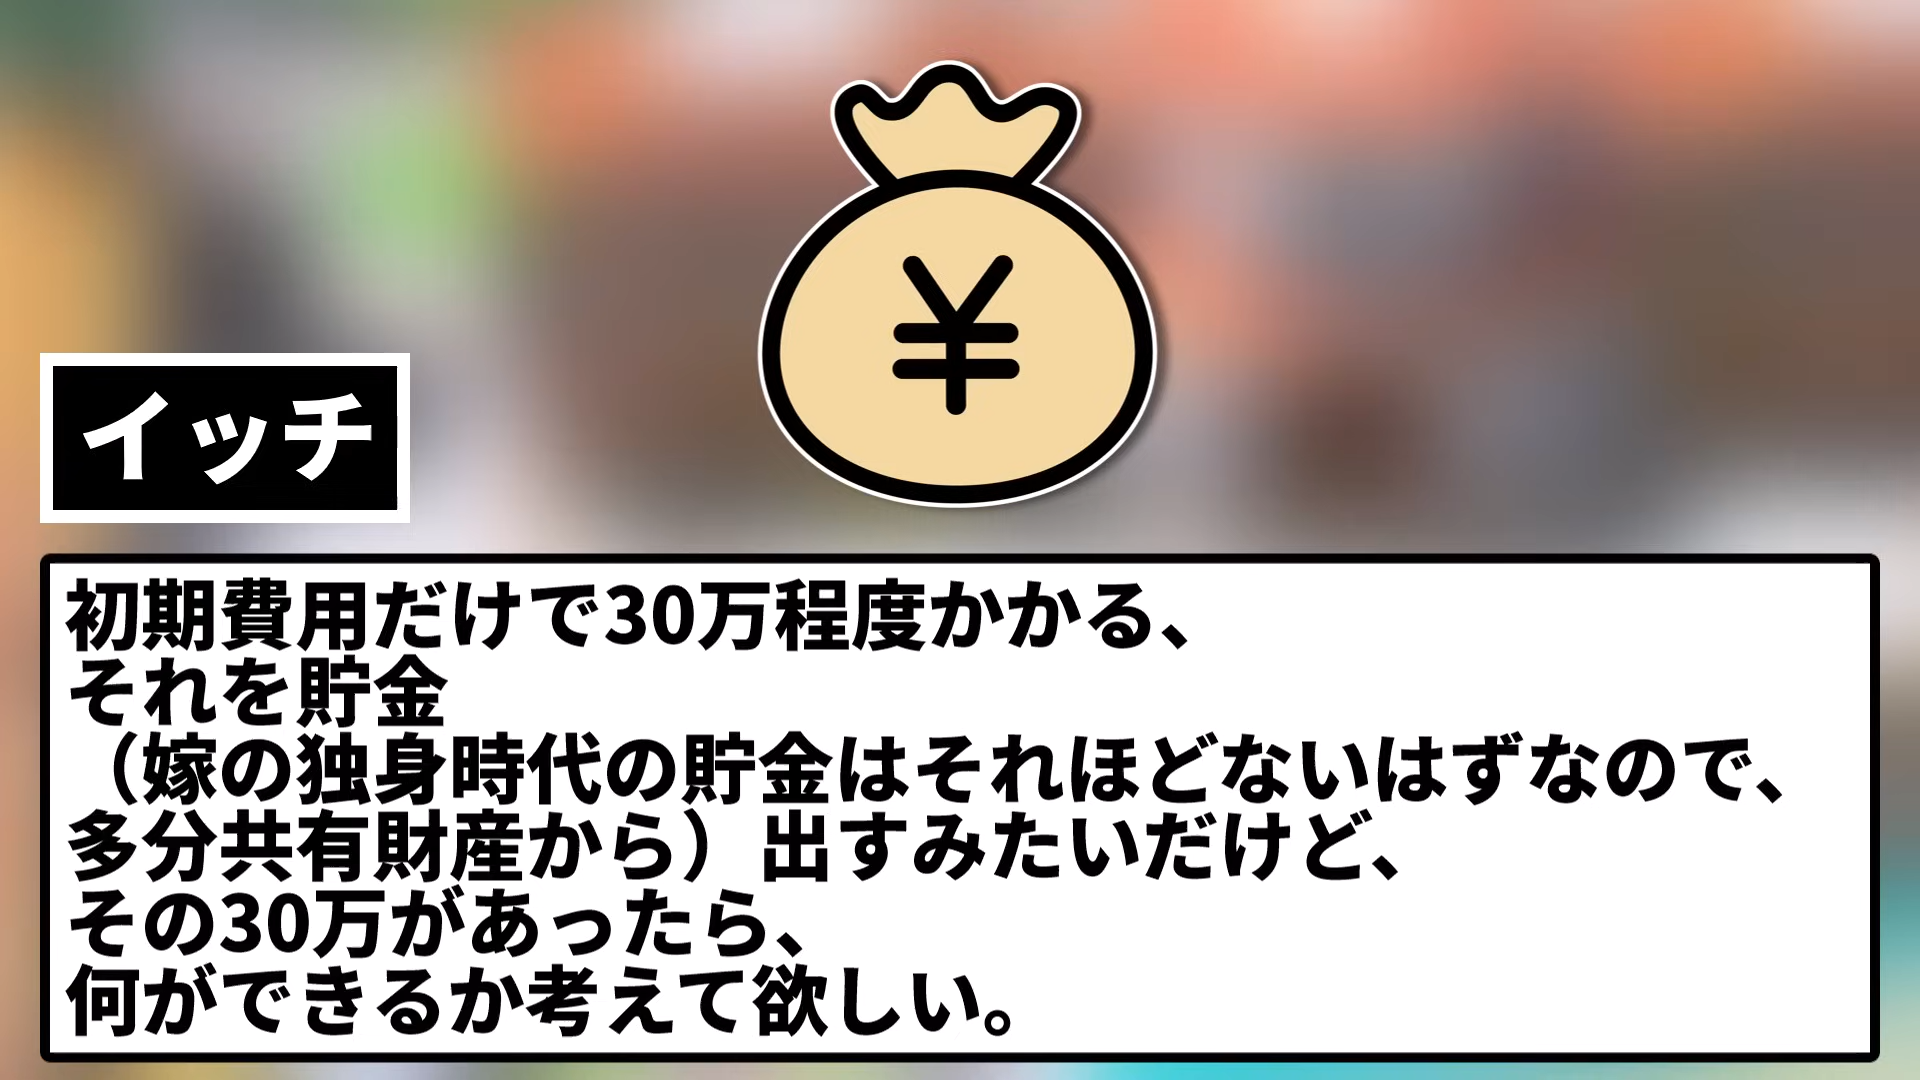 ¥
イッチ
初期費用だけで30万程度かかる、
それを貯金
（嫁の独身時代の貯金はそれほどないはずなので、
多分共有財産から）出すみたいだけど、
その30万があったら、
何ができるか考えて欲しい。